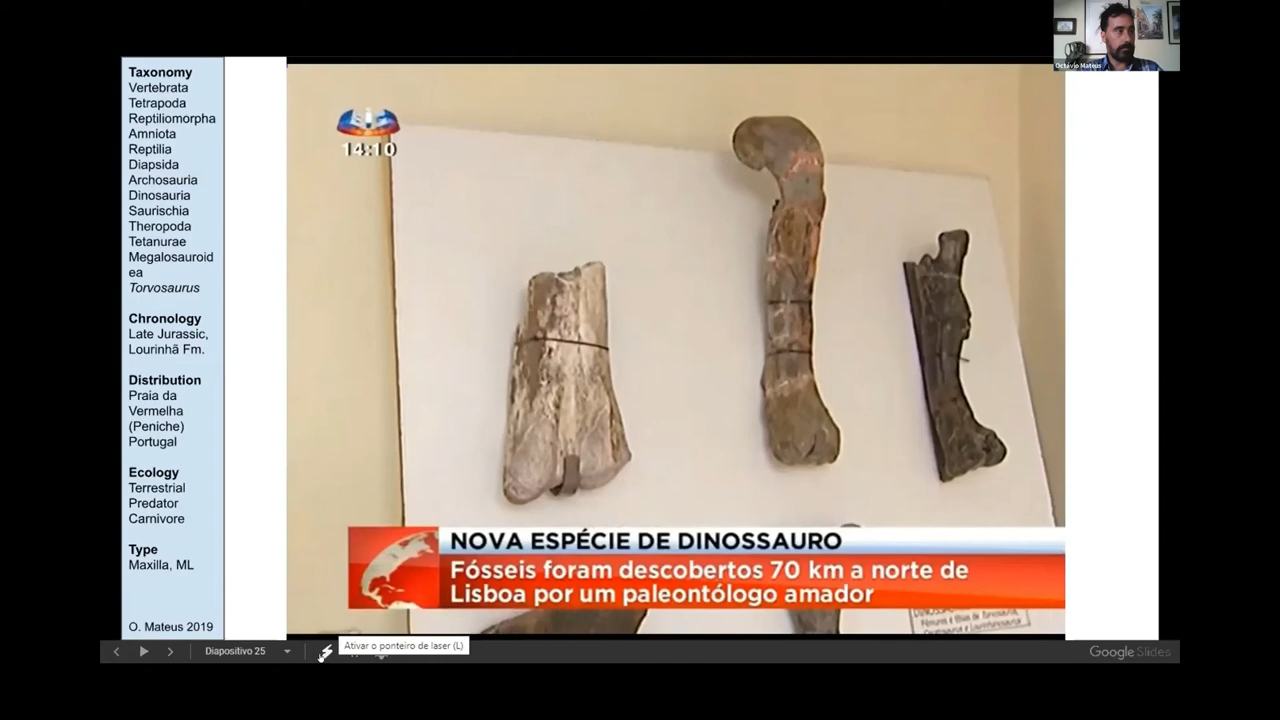 Octávio Mateus
Taxonomy
Vertebrata
Tetrapoda
Reptiliomorpha
Amniota
Reptilia
Diapsida
Archosauria
Dinosauria
Saurischia
Theropoda
Tetanurae
Megalosauroid
ea
Torvosaurus
Chronology
Late Jurassic,
Lourinhã Fm.
Distribution
Praia da
Vermelha
(Peniche)
Portugal
Ecology
Terrestrial
Predator
Carnivore
Type
Maxilla, ML
O. Mateus 2019
14:10
NOVA ESPÉCIE DE DINOSSAURO
Fósseis foram descobertos 70 km a norte de
Lisboa por um paleontólogo amador
Diapositivo 25
Ativar o ponteiro de laser (L)
Google Slides